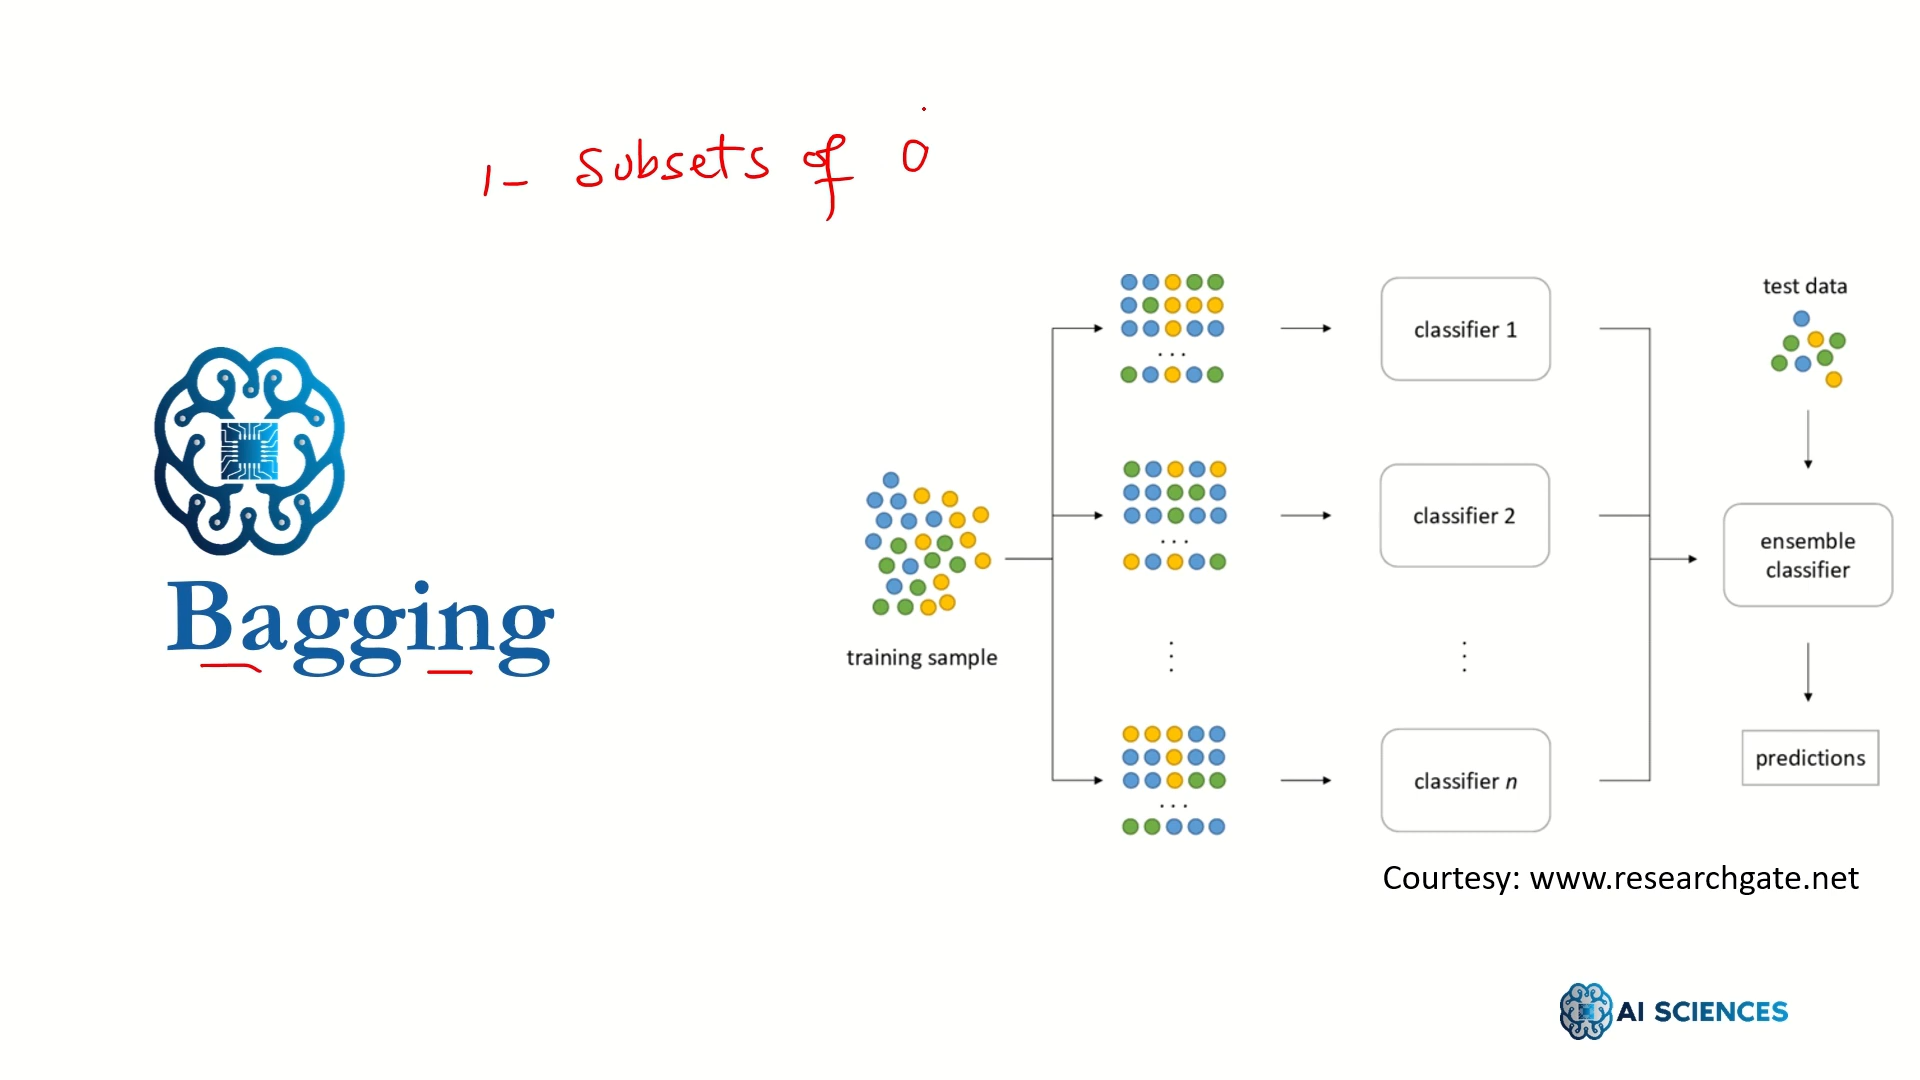 1- Subsets of O
Bagging
training sample
classifier 1
classifier 2
classifier n
test data
ensemble
classifier
predictions
Courtesy: www.researchgate.net
AI SCIENCES